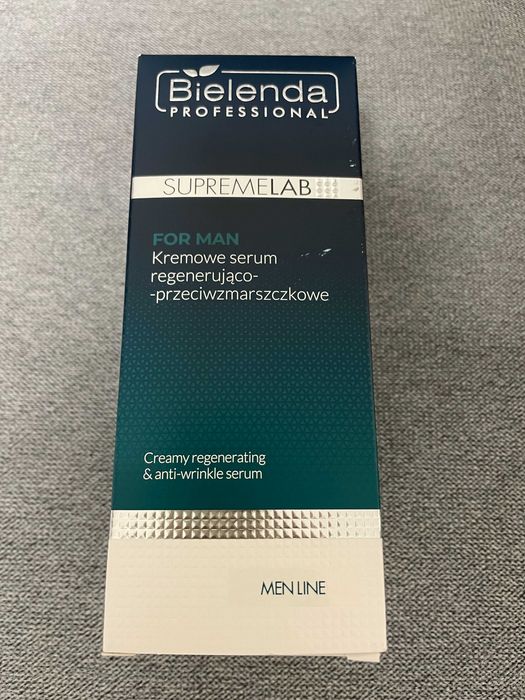 Bielenda
PROFESSIONAL
SUPREMELAB
FOR MAN
Kremowe serum
regenerująco-
-przeciwzmarszczkowe
Creamy regenerating
& anti-wrinkle serum
MEN LINE